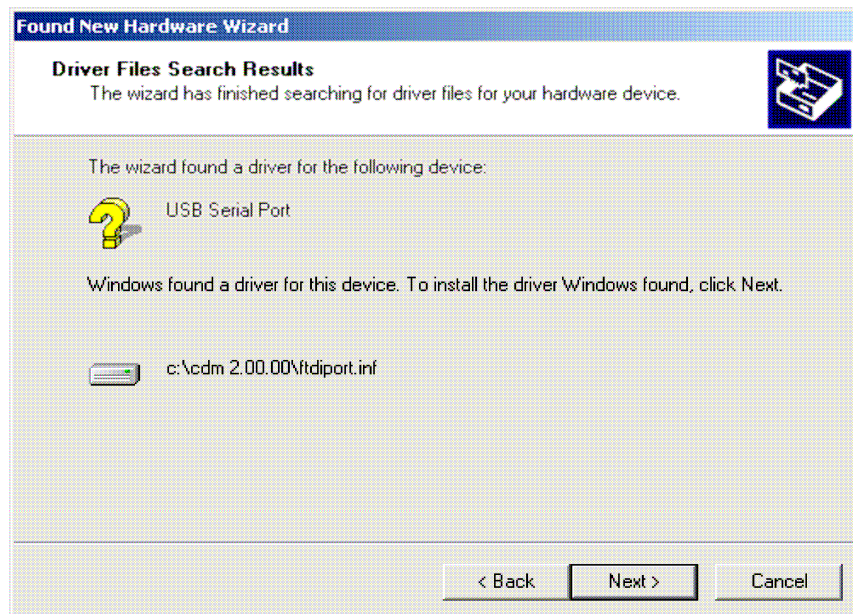 Found New Hardware Wizard
Driver Files Search Results
The wizard has finished searching for driver files for your hardware device.
The wizard found a driver for the following device:
USB Serial Port
Windows found a driver for this device. To install the driver Windows found, click Next.
c:\cdm 2.00.00\ftdiport.inf
< Back
Next >
Cancel